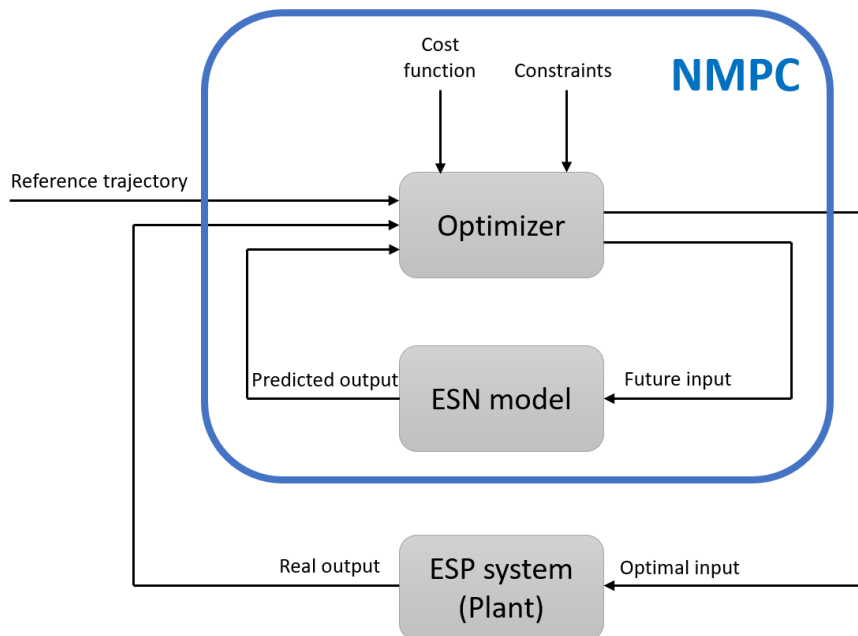 Cost
function
Constraints
NMPC
Reference trajectory
Optimizer
Predicted output
ESN model
Future input
Real output
ESP system
(Plant)
Optimal input